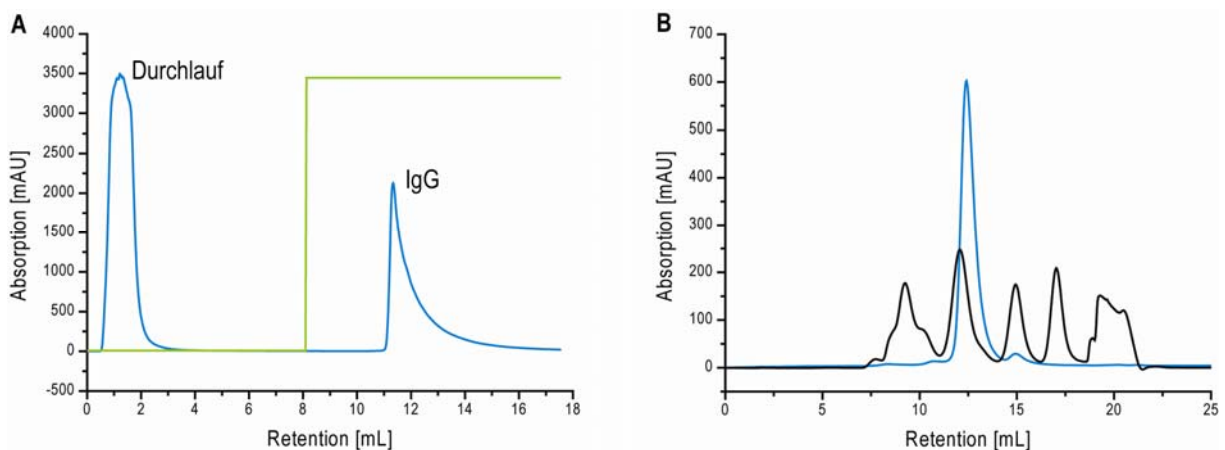 A
4000
3500
3000
2500
2000
1500
1000
500
0
-500
Absorption [mAU]
Durchlauf
IgG
0 2 4 6 8 10 12 14 16 18
Retention [mL]
B
700
600
500
400
300
200
100
0
Absorption [mAU]
0 5 10 15 20 25
Retention [mL]